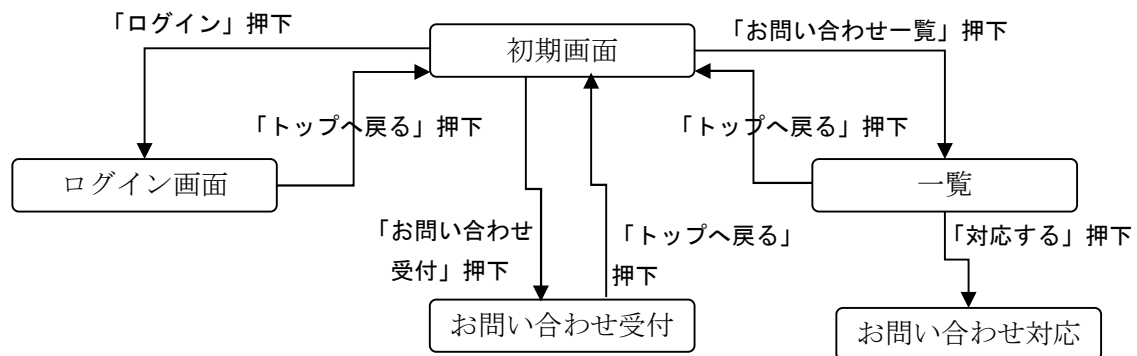 「ログイン」押下
初期画面
「お問い合わせ一覧」押下
「トップへ戻る」押下
「トップへ戻る」押下
ログイン画面
一覧
「お問い合わせ
受付」押下
「トップへ戻る」
押下
「対応する」押下
お問い合わせ受付
お問い合わせ対応